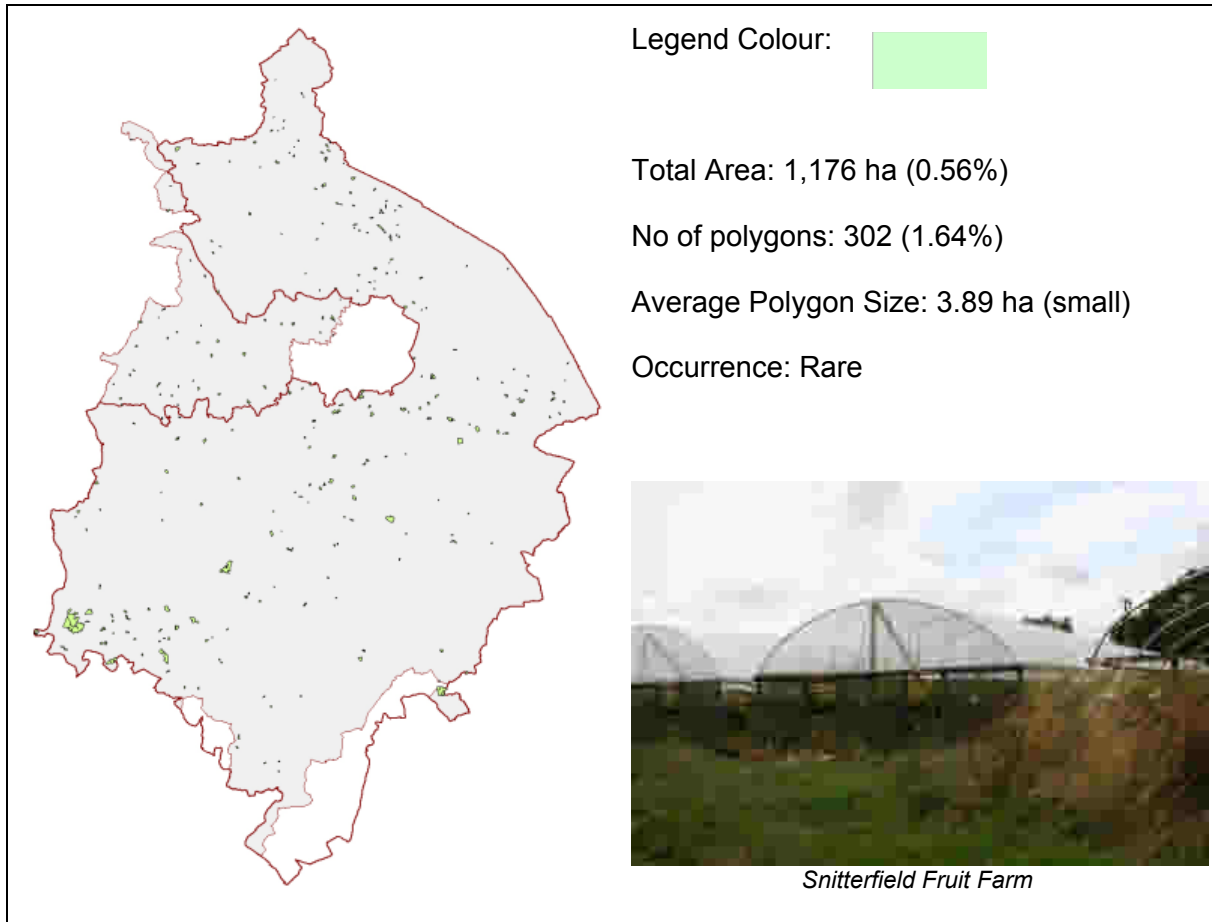 Legend Colour:
Total Area: 1,176 ha (0.56%)
No of polygons: 302 (1.64%)
Average Polygon Size: 3.89 ha (small)
Occurrence: Rare
Snitterfield Fruit Farm